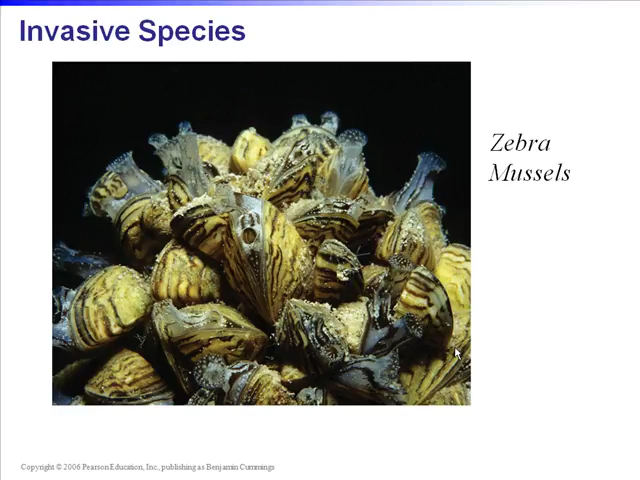 Invasive Species
Zebra
Mussels
Copyright © 2006 Pearson Education, Inc., publishing as Benjamin Cummings